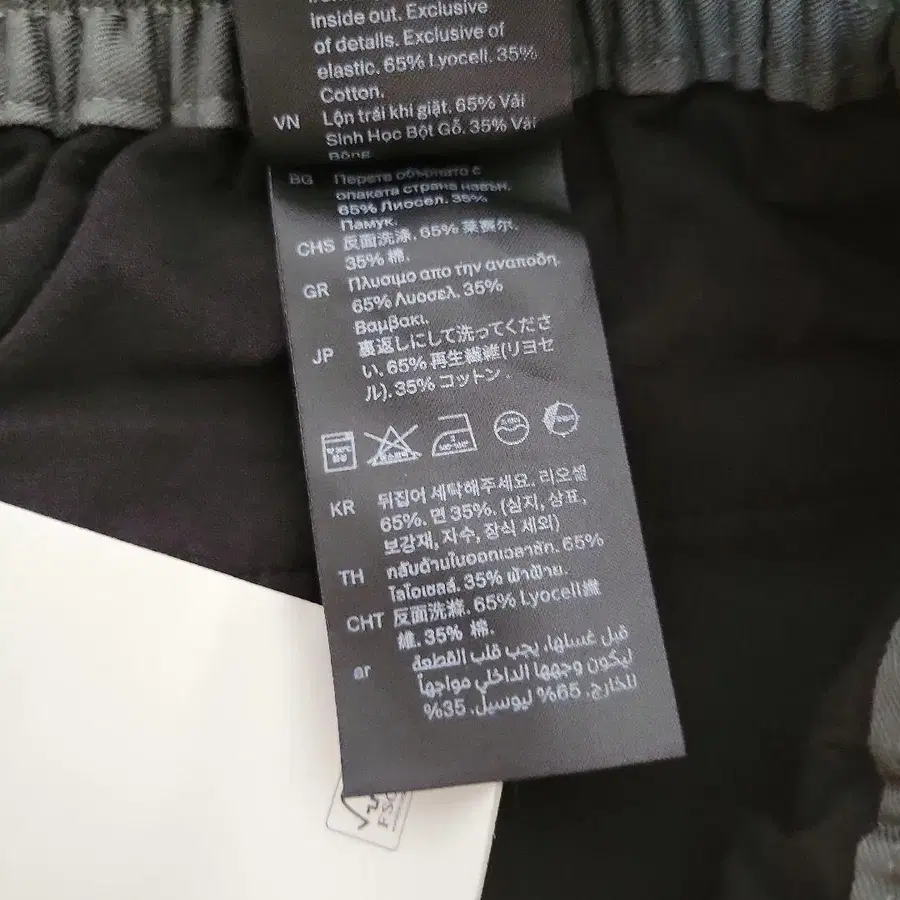 inside out. Exclusive
of details. Exclusive of
elastic. 65% Lyocell. 35%
Cotton.
VN Lộn trái khi giặt. 65% Vải
Sinh Học Bột Gỗ. 35% Vải
Bông.
BG Перете обърнато с
опаката страна навън.
65% Лиосел. 35%
Памук.
CHS 反面洗涤. 65% 莱赛尔.
35% 棉.
GR Πλυσιμο απο την αναποδη.
65% Λυοσελ. 35%
Βαμβακι.
JP 裏返しにして洗ってくださ
い. 65% 再生繊維(リヨセ
ル). 35% コットン.
KR 뒤집어 세탁해주세요. 리오셀
65%. 면 35%. (심지, 상표,
보강재, 자수, 장식 제외)
TH กลับด้านในออกเวลาซัก. 65%
ไลโอเซลล์. 35% ผ้าฝ้าย.
CHT 反面洗滌. 65% Lyocell纖
維. 35% 棉.
ar قبل غسلها، يجب قلب القطعة
ليكون وجهها الداخلي مواجهاً
للخارج. 65% ليوسيل. 35%
FSC